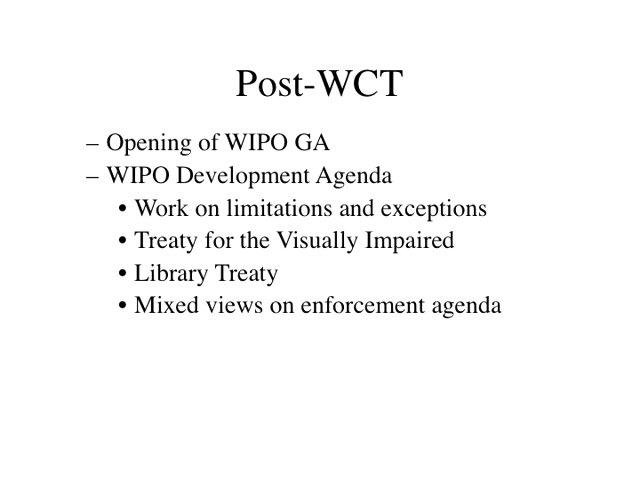 Post-WCT
– Opening of WIPO GA
– WIPO Development Agenda
• Work on limitations and exceptions
• Treaty for the Visually Impaired
• Library Treaty
• Mixed views on enforcement agenda